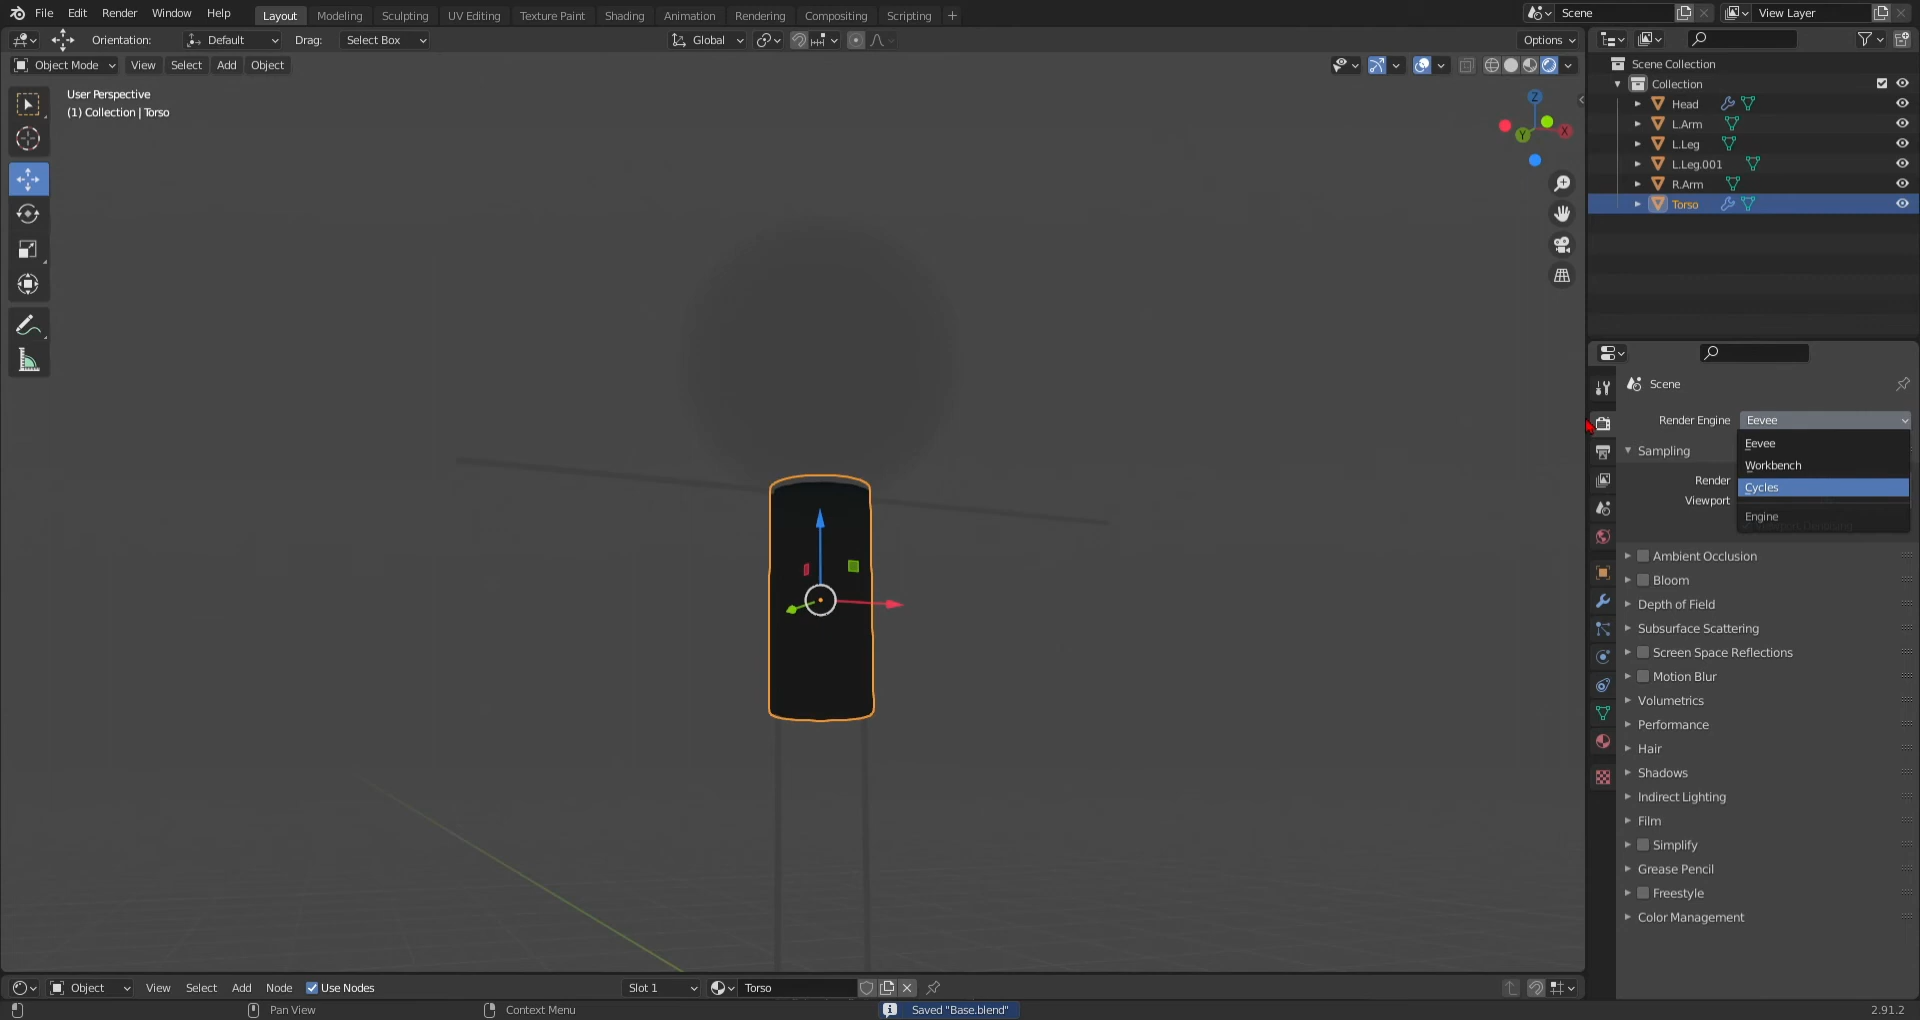 File Edit Render Window Help Layout Modeling Sculpting UV Editing Texture Paint Shading Animation Rendering Compositing Scripting + Scene View Layer
Orientation: Default Drag: Select Box Global Options
Object Mode View Select Add Object
User Perspective
(1) Collection | Torso
Z
Y X
Scene Collection
Collection
Head
L.Arm
L.Leg
L.Leg.001
R.Arm
Torso
Scene
Render Engine Eevee
Eevee
Sampling
Workbench
Render
Cycles
Viewport
Engine
Ambient Occlusion
Bloom
Depth of Field
Subsurface Scattering
Screen Space Reflections
Motion Blur
Volumetrics
Performance
Hair
Shadows
Indirect Lighting
Film
Simplify
Grease Pencil
Freestyle
Color Management
Object View Select Add Node Use Nodes Slot 1 Torso
Pan View Context Menu Saved "Base.blend" 2.91.2